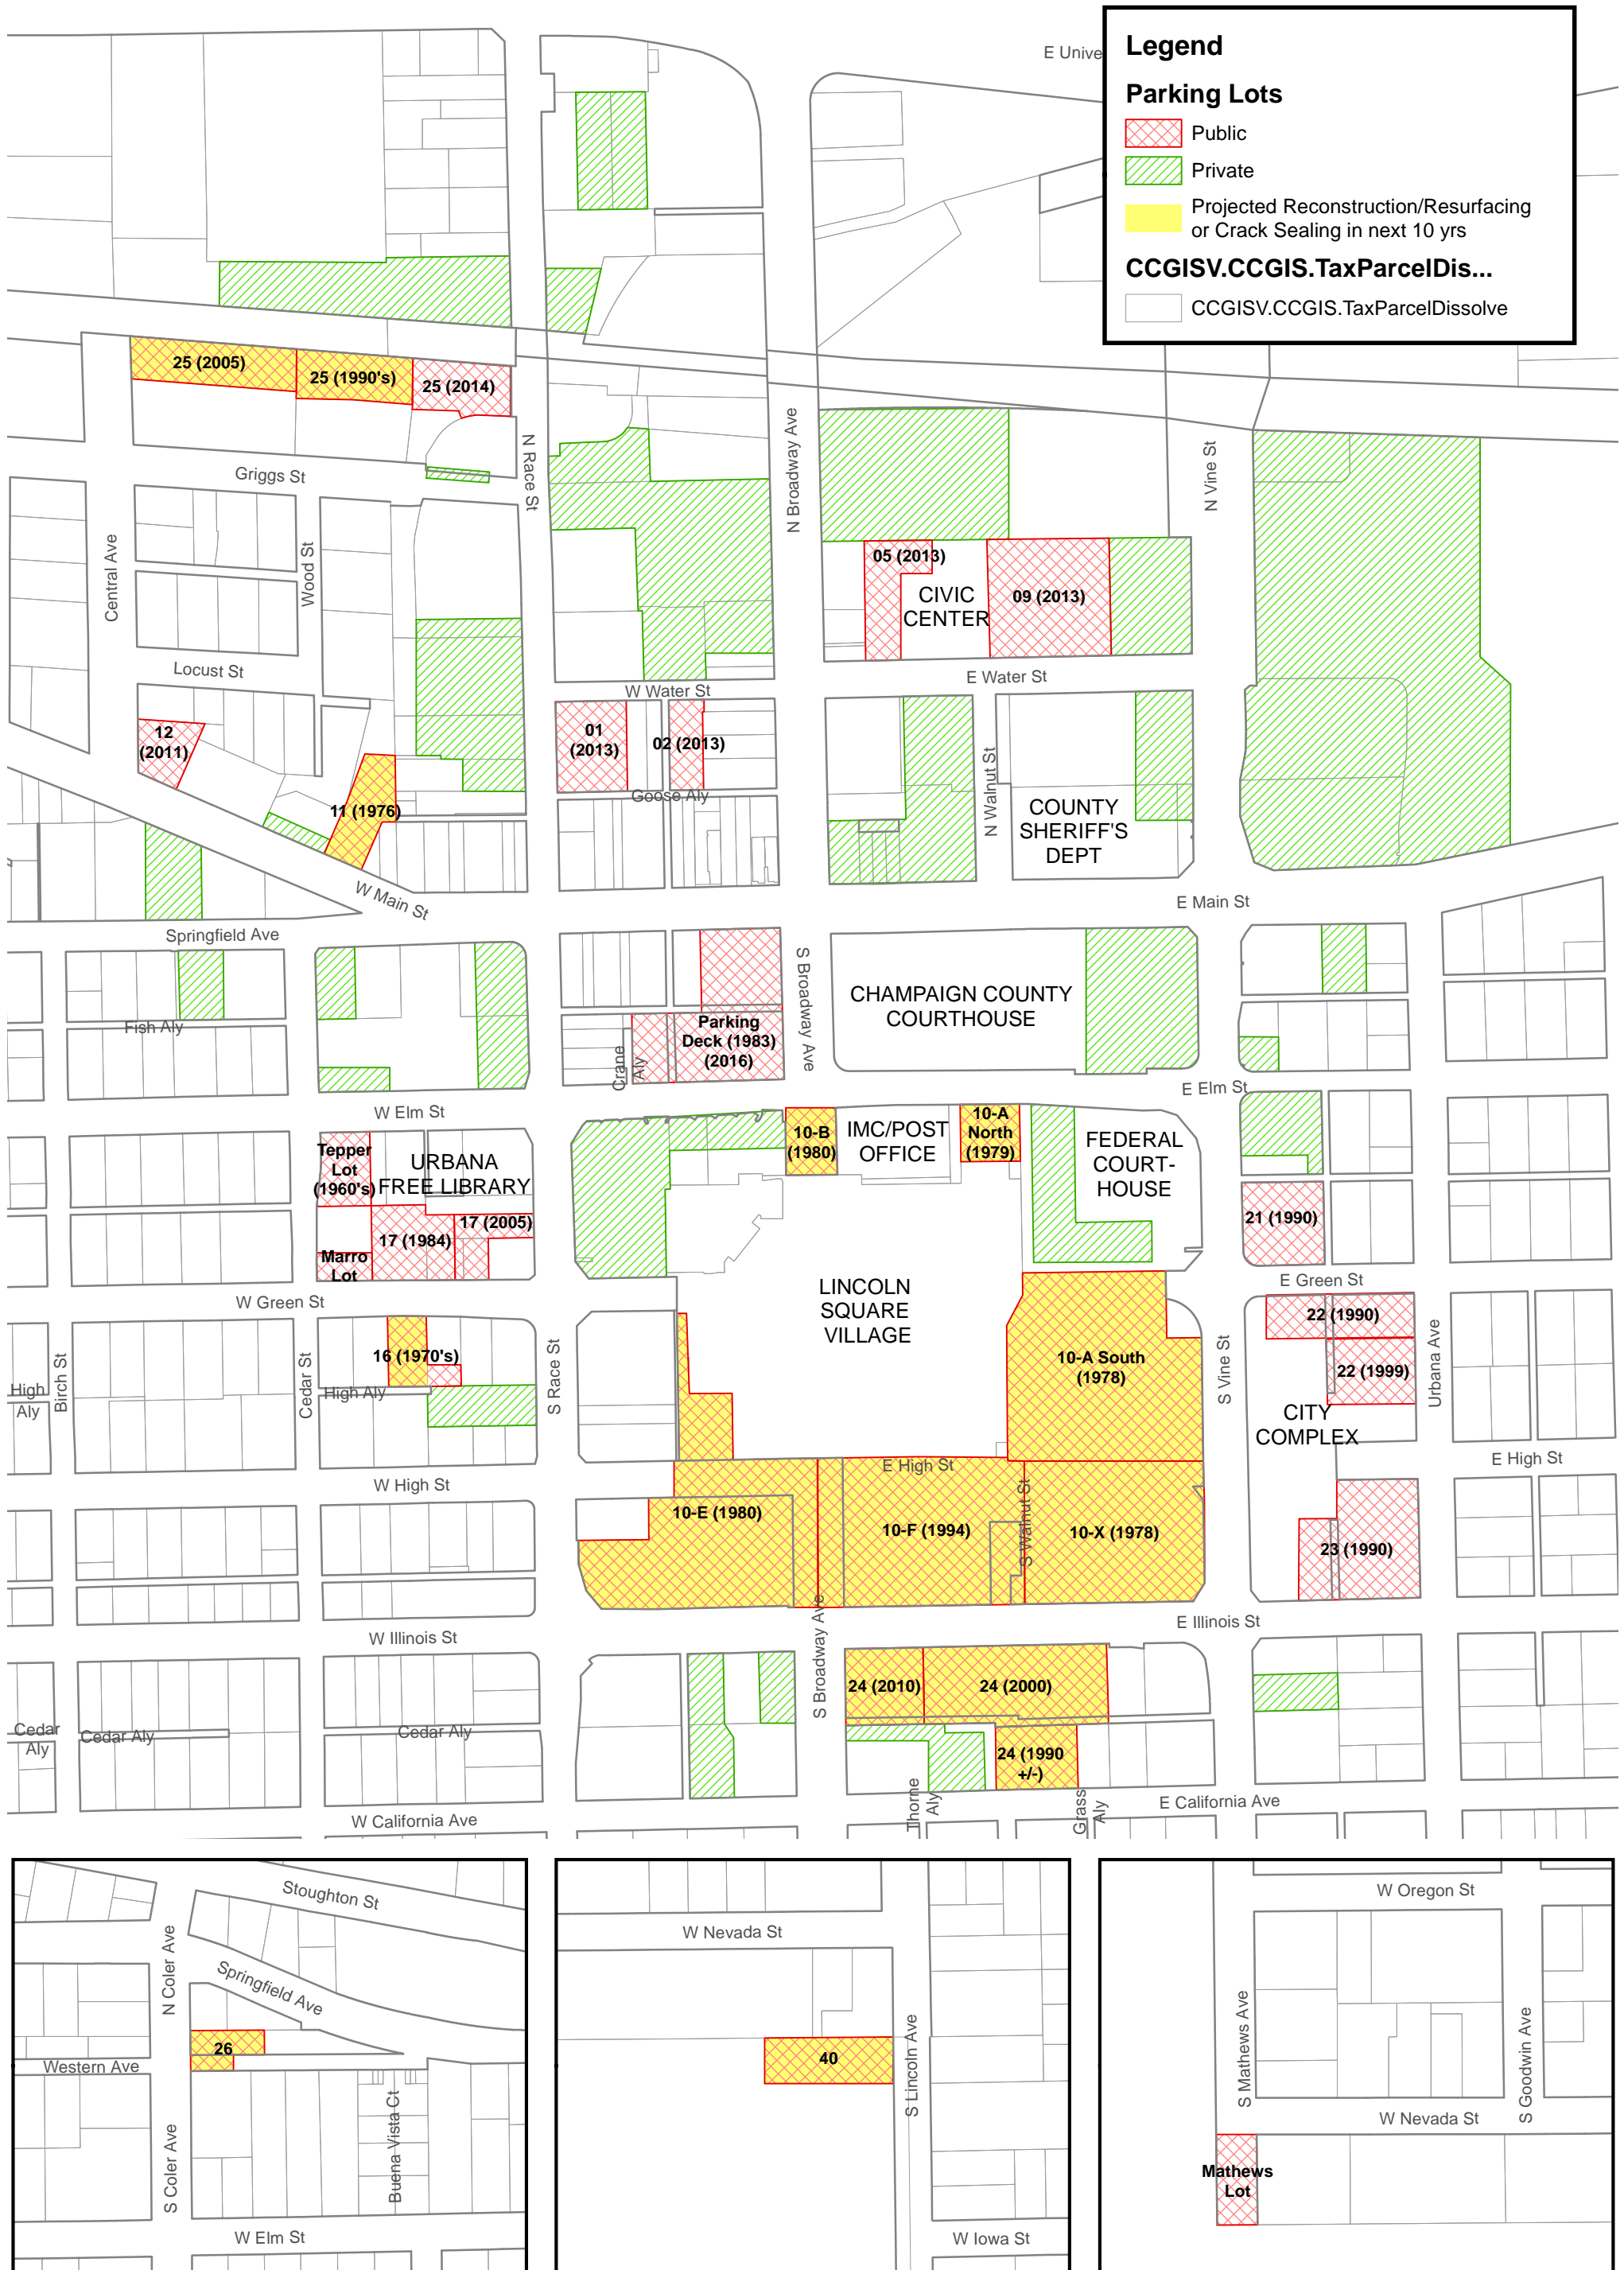 E Unive
Legend
Parking Lots
Public
Private
Projected Reconstruction/Resurfacing
or Crack Sealing in next 10 yrs
CCGISV.CCGIS.TaxParcelDis...
CCGISV.CCGIS.TaxParcelDissolve
25 (2005)
25 (1990's)
25 (2014)
Griggs St
N Race St
N Broadway Ave
N Vine St
Central Ave
Wood St
05 (2013)
CIVIC
CENTER
09 (2013)
Locust St
W Water St
E Water St
12
(2011)
01
(2013)
02 (2013)
Goose Aly
11 (1976)
N Walnut St
COUNTY
SHERIFF'S
DEPT
W Main St
E Main St
Springfield Ave
S Broadway Ave
CHAMPAIGN COUNTY
COURTHOUSE
Fish Aly
Parking
Deck (1983)
(2016)
Crane
Aly
W Elm St
E Elm St
10-B
(1980)
IMC/POST
OFFICE
10-A
North
(1979)
FEDERAL
COURT-
HOUSE
Tepper
Lot
(1960's)
URBANA
FREE LIBRARY
17 (2005)
17 (1984)
Marro
Lot
21 (1990)
W Green St
E Green St
LINCOLN
SQUARE
VILLAGE
22 (1990)
22 (1999)
16 (1970's)
10-A South
(1978)
High
Aly
Birch St
Cedar St
High Aly
S Race St
S Vine St
Urbana Ave
CITY
COMPLEX
W High St
E High St
E High St
10-E (1980)
10-F (1994)
S Walnut St
10-X (1978)
23 (1990)
W Illinois St
E Illinois St
S Broadway Ave
24 (2010)
24 (2000)
Cedar
Aly
Cedar Aly
Cedar Aly
24 (1990
+/-)
Thorne
Aly
Grass
Aly
W California Ave
E California Ave
Stoughton St
N Coler Ave
Springfield Ave
26
Western Ave
S Coler Ave
Buena Vista Ct
W Elm St
W Nevada St
40
S Lincoln Ave
W Iowa St
W Oregon St
S Mathews Ave
S Goodwin Ave
W Nevada St
Mathews
Lot